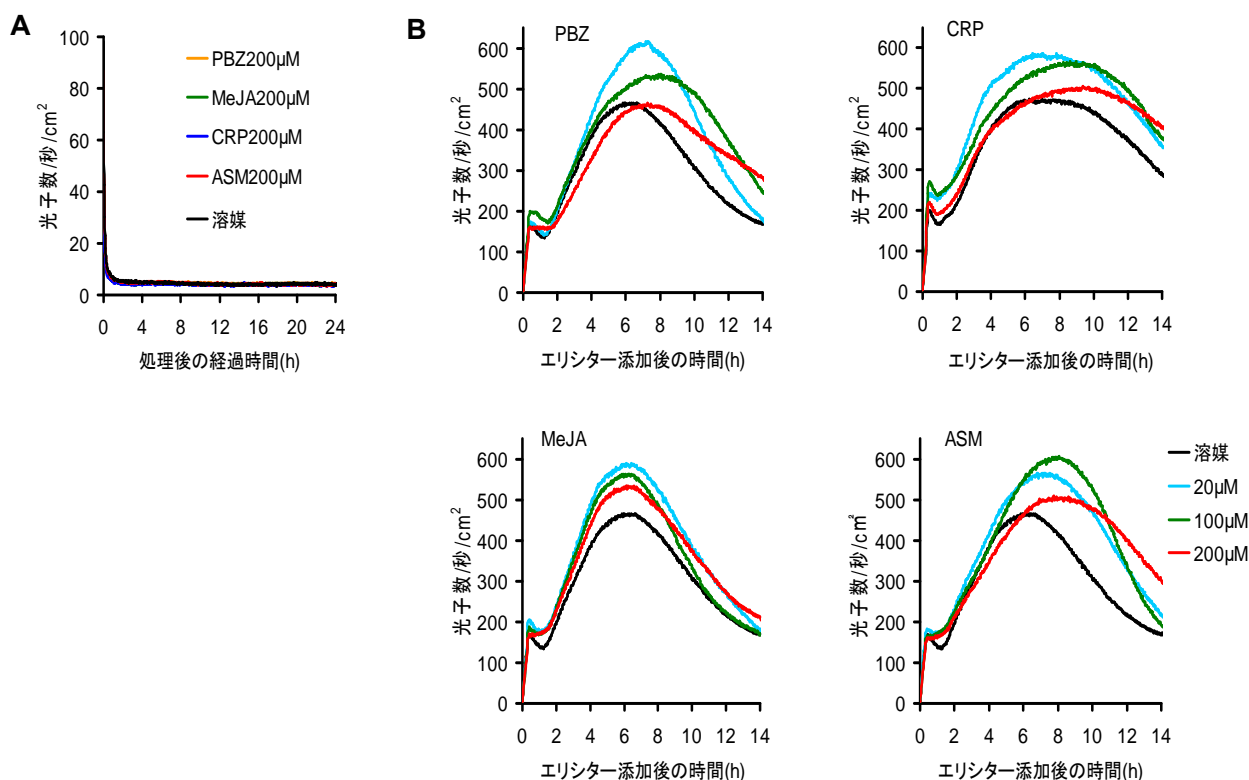 A
光子数/秒/cm²
100
80
60
40
20
0
PBZ200μM
MeJA200μM
CRP200μM
ASM200μM
溶媒
0 4 8 12 16 20 24
処理後の経過時間(h)
B
PBZ
光子数/秒/cm²
600
500
400
300
200
100
0
0 2 4 6 8 10 12 14
エリシター添加後の時間(h)
CRP
光子数/秒/cm²
600
500
400
300
200
100
0
0 2 4 6 8 10 12 14
エリシター添加後の時間(h)
MeJA
光子数/秒/cm²
600
500
400
300
200
100
0
0 2 4 6 8 10 12 14
エリシター添加後の時間(h)
ASM
光子数/秒/cm²
600
500
400
300
200
100
0
0 2 4 6 8 10 12 14
エリシター添加後の時間(h)
溶媒
20μM
100μM
200μM